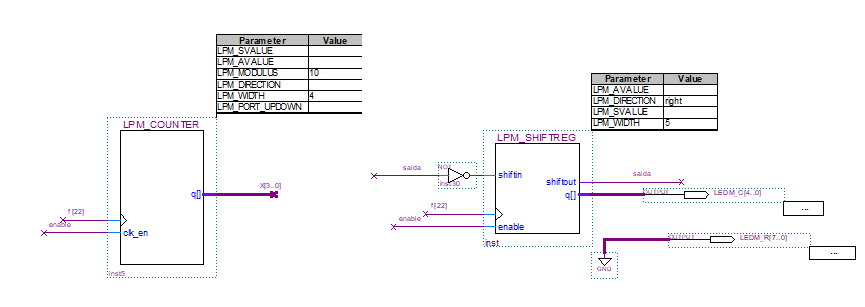 Parameter Value
LPM_SVALUE
LPM_AVALUE
LPM_MODULUS 10
LPM_DIRECTION
LPM_WIDTH 4
LPM_PORT_UPDOWN
LPM_COUNTER
q[]
X[3..0]
f[22]
enable
clk_en
inst5
Parameter Value
LPM_AVALUE
LPM_DIRECTION right
LPM_SVALUE
LPM_WIDTH 5
LPM_SHIFTREG
saida
NOT
inst30
shiftin
shiftout
saida
q[]
OUTPUT
LEDM_C[4..0]
...
f[22]
enable
enable
inst
OUTPUT
LEDM_R[7..0]
...
GND